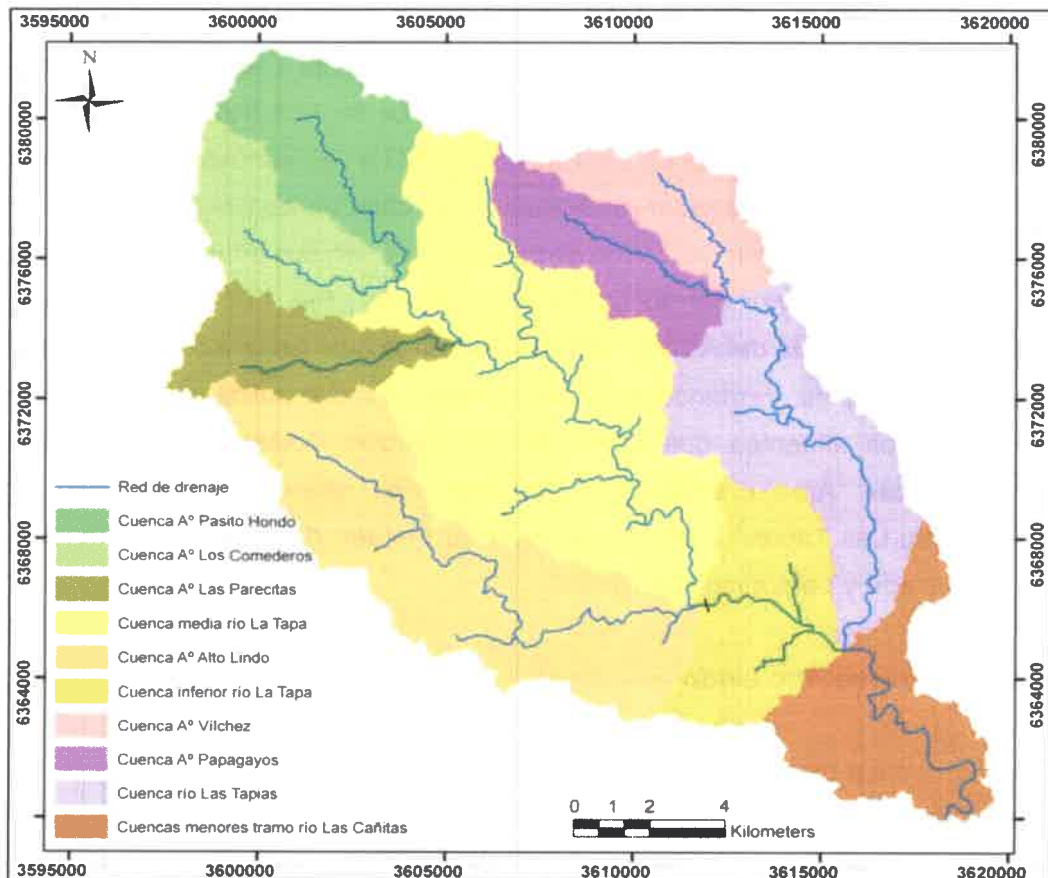 3595000 3600000 3605000 3610000 3615000 3620000
N
6380000 6380000
6376000 6376000
6372000 6372000
6368000 6368000
6364000 6364000
Red de drenaje
Cuenca Aº Pasito Hondo
Cuenca Aº Los Comederos
Cuenca Aº Las Parecitas
Cuenca media río La Tapa
Cuenca Aº Alto Lindo
Cuenca inferior río La Tapa
Cuenca Aº Vilchez
Cuenca Aº Papagayos
Cuenca río Las Tapias
Cuencas menores tramo río Las Cañitas
0 1 2 4
Kilometers
3595000 3600000 3605000 3610000 3615000 3620000